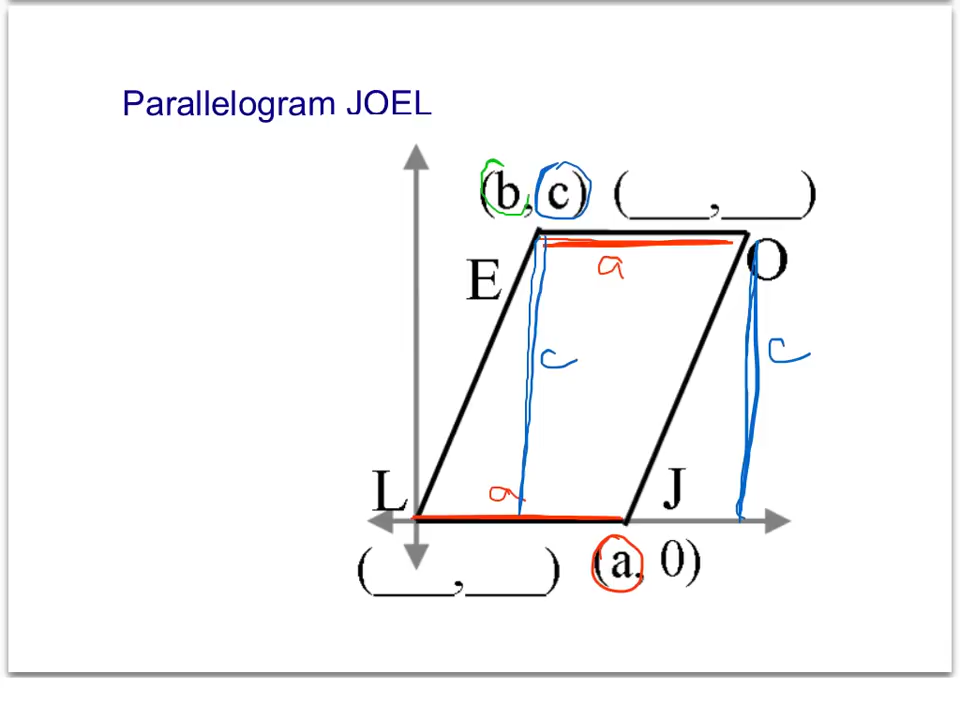 Parallelogram JOEL
(b, c) (___,___)
E
a
O
c
c
L
a
J
(___,___) (a, 0)